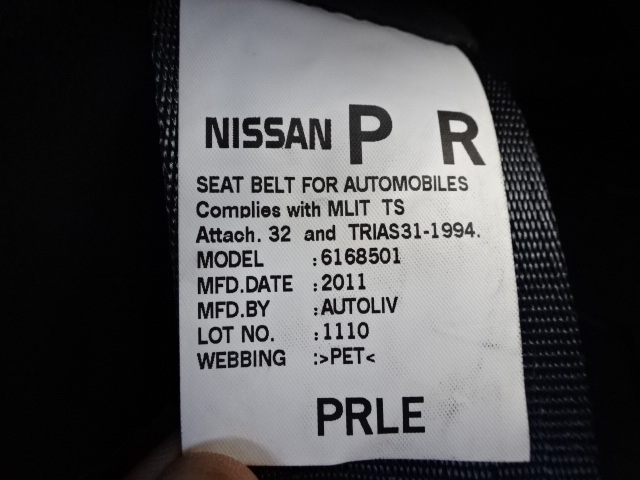 NISSAN P R
SEAT BELT FOR AUTOMOBILES
Complies with MLIT TS
Attach. 32 and TRIAS31-1994.
MODEL :6168501
MFD.DATE :2011
MFD.BY :AUTOLIV
LOT NO. :1110
WEBBING :>PET<
PRLE